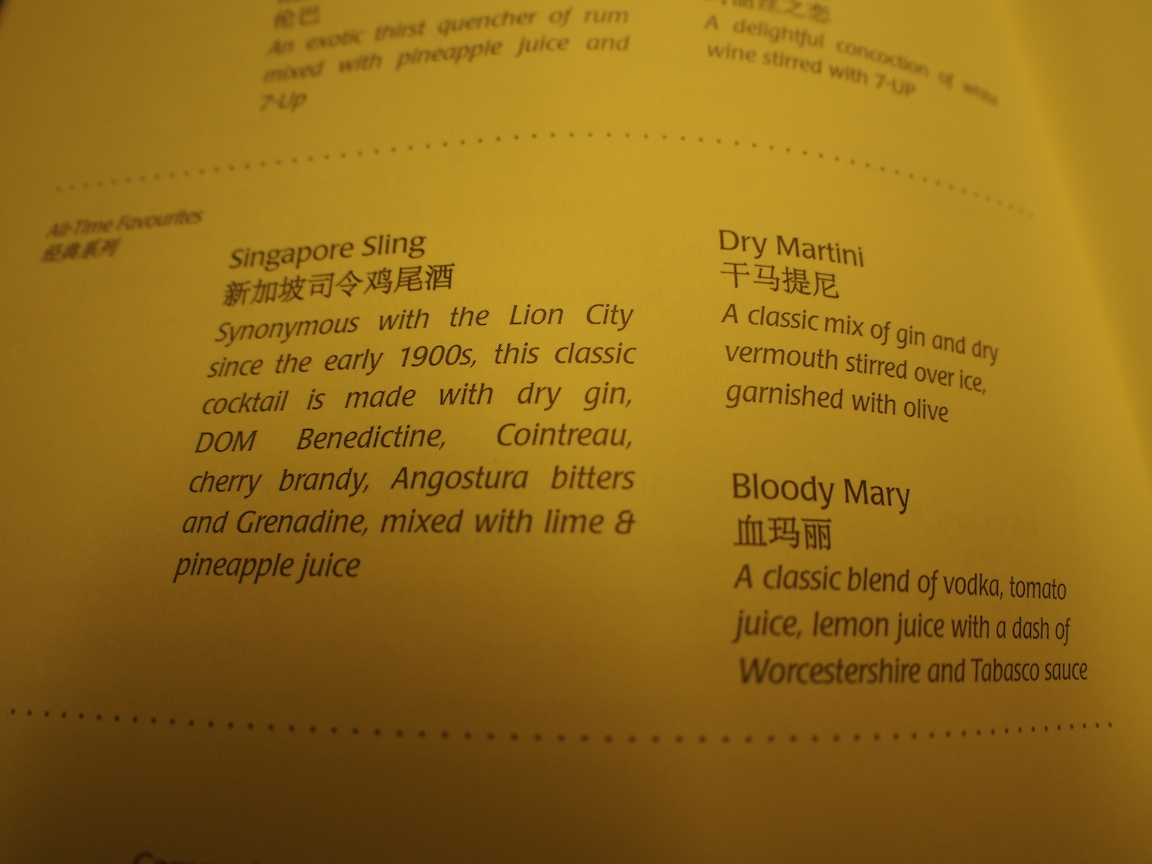 伦巴
An exotic thirst quencher of rum
mixed with pineapple juice and
7-Up
之恋
A delightful concoction of white
wine stirred with 7-UP
All-Time Favourites
经典系列
Singapore Sling
新加坡司令鸡尾酒
Synonymous with the Lion City
since the early 1900s, this classic
cocktail is made with dry gin,
DOM Benedictine, Cointreau,
cherry brandy, Angostura bitters
and Grenadine, mixed with lime &
pineapple juice
Dry Martini
干马提尼
A classic mix of gin and dry
vermouth stirred over ice,
garnished with olive
Bloody Mary
血玛丽
A classic blend of vodka, tomato
juice, lemon juice with a dash of
Worcestershire and Tabasco sauce